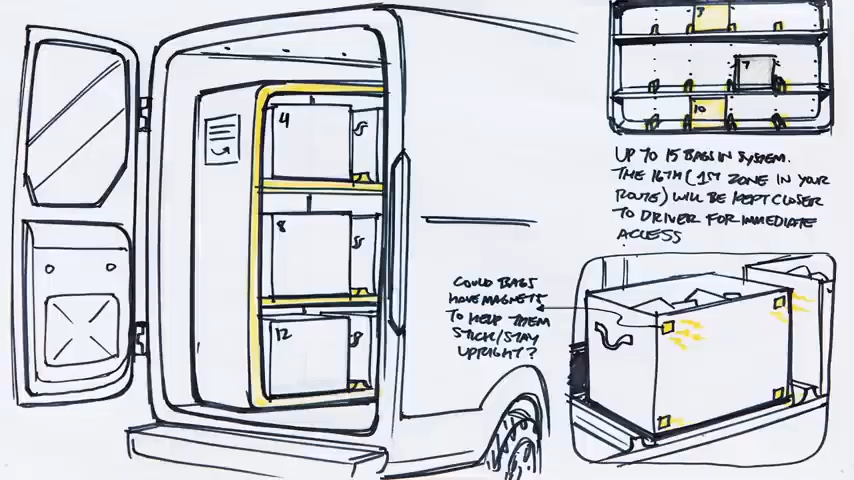 4
8
12
3
7
10
UP TO 15 BAGS IN SYSTEM.
THE 16TH (1ST ZONE IN YOUR
ROUTE) WILL BE KEPT CLOSER
TO DRIVER FOR IMMEDIATE
ACCESS
COULD BAGS
HAVE MAGNETS
TO HELP THEM
STICK/STAY
UPRIGHT?